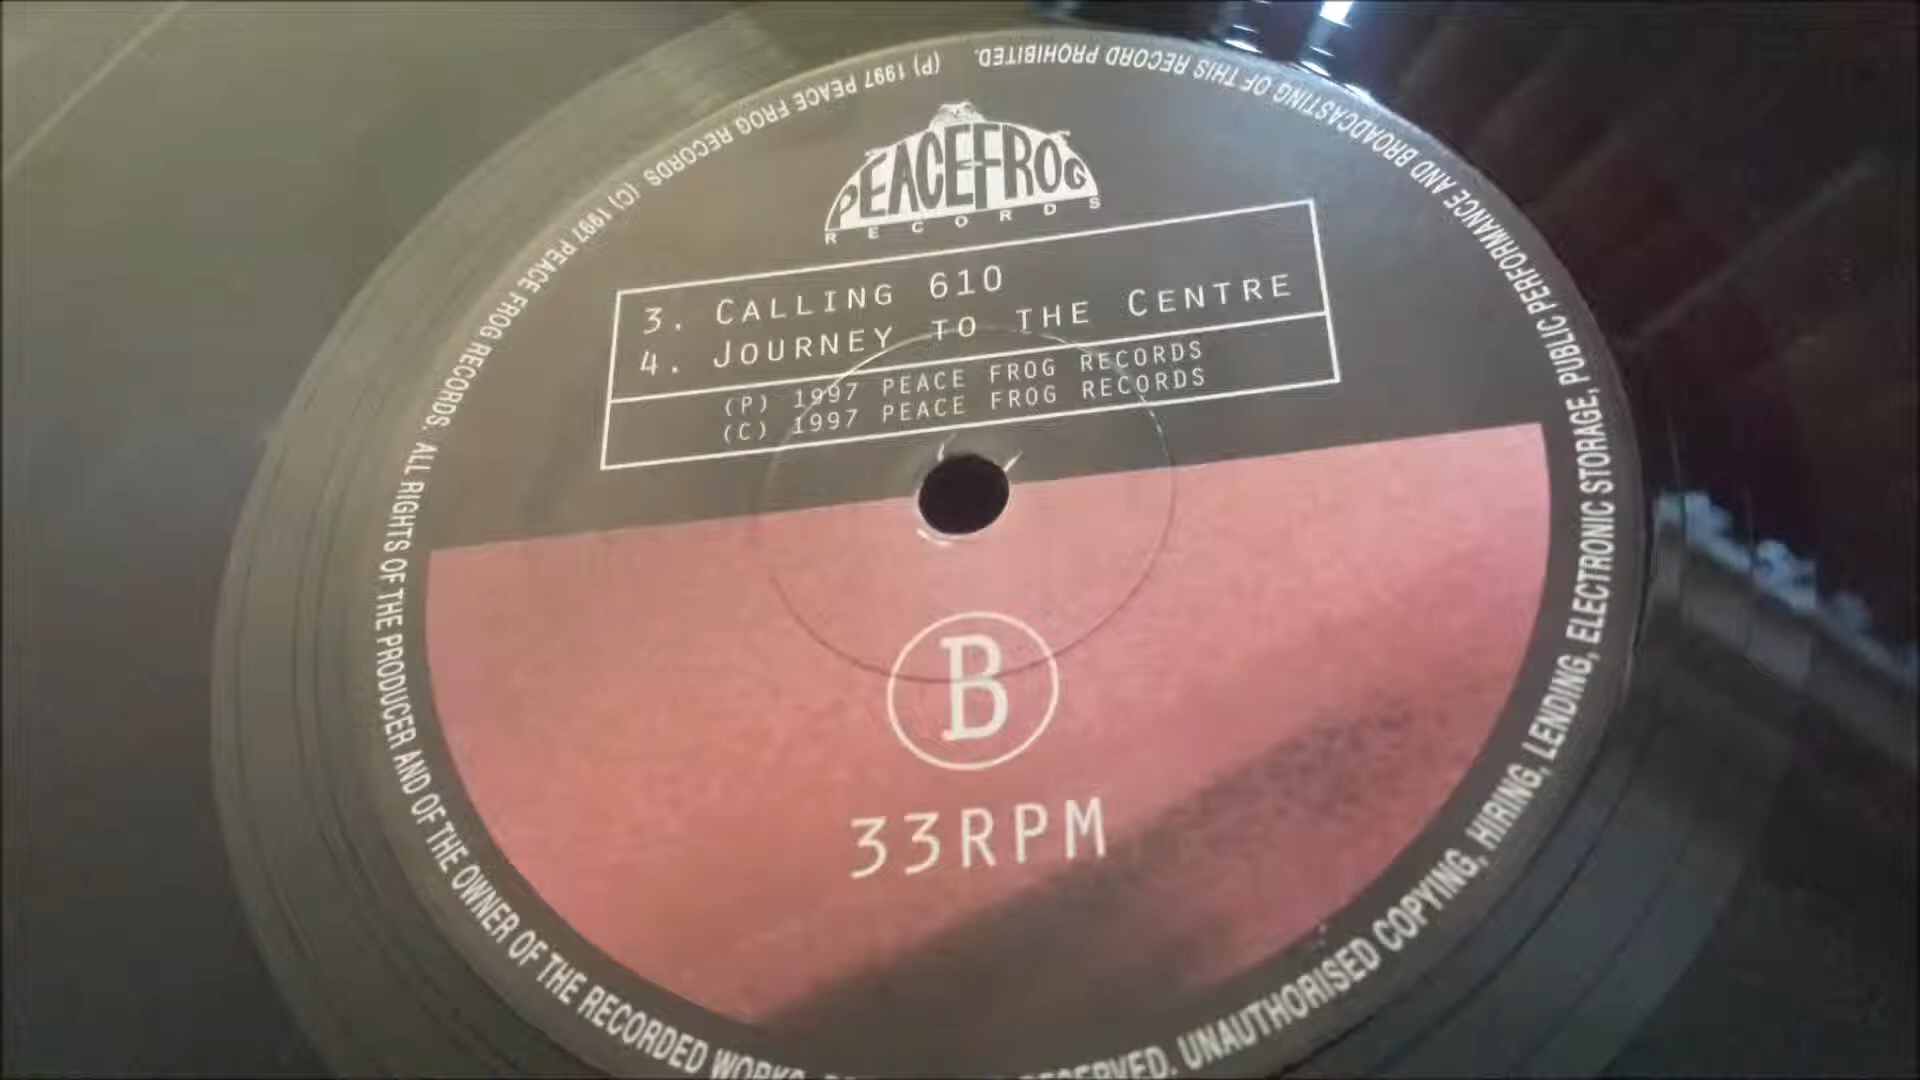 PEACEFROG
RECORDS
3. CALLING 610
4. JOURNEY TO THE CENTRE
(P) 1997 PEACE FROG RECORDS
(C) 1997 PEACE FROG RECORDS
B
33RPM
(P) 1997 PEACE FROG RECORDS (C) 1997 PEACE FROG RECORDS. ALL RIGHTS OF THE PRODUCER AND OF THE OWNER OF THE RECORDED WORKS RESERVED. UNAUTHORISED COPYING, HIRING, LENDING, ELECTRONIC STORAGE, PUBLIC PERFORMANCE AND BROADCASTING OF THIS RECORD PROHIBITED.